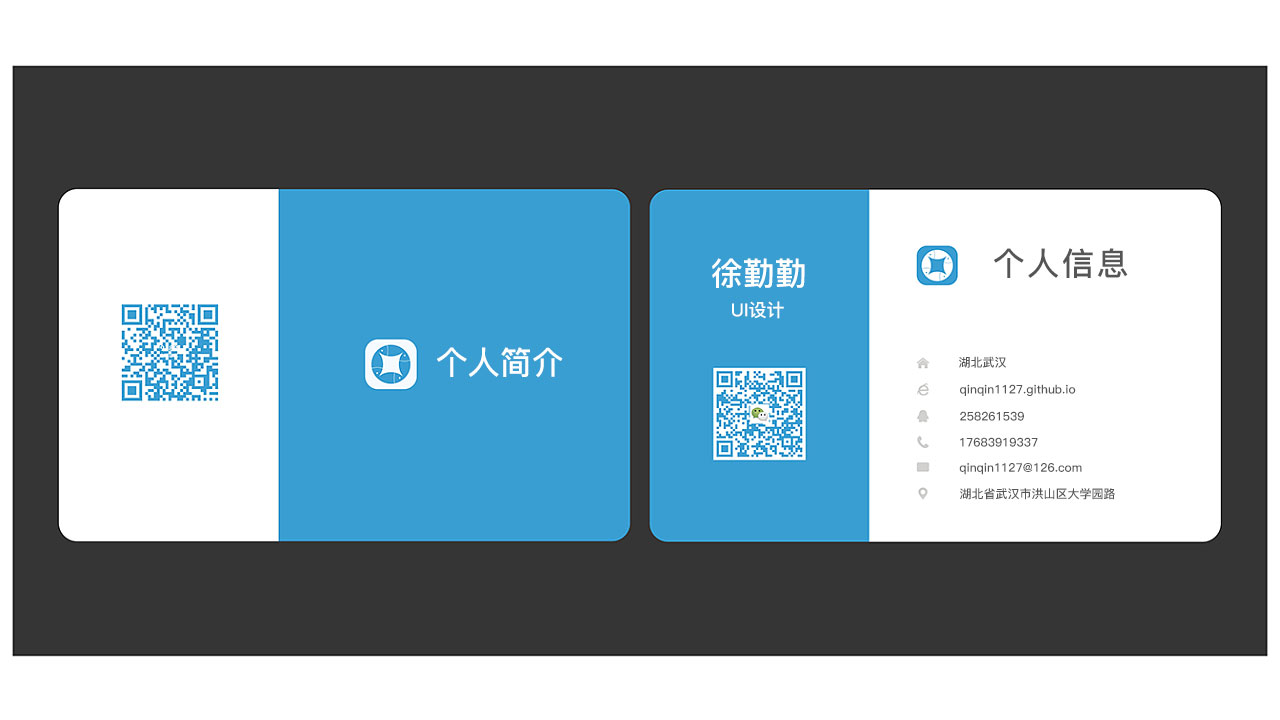 个人简介
徐勤勤
UI设计
个人信息
湖北武汉
qinqin1127.github.io
258261539
17683919337
qinqin1127@126.com
湖北省武汉市洪山区大学园路